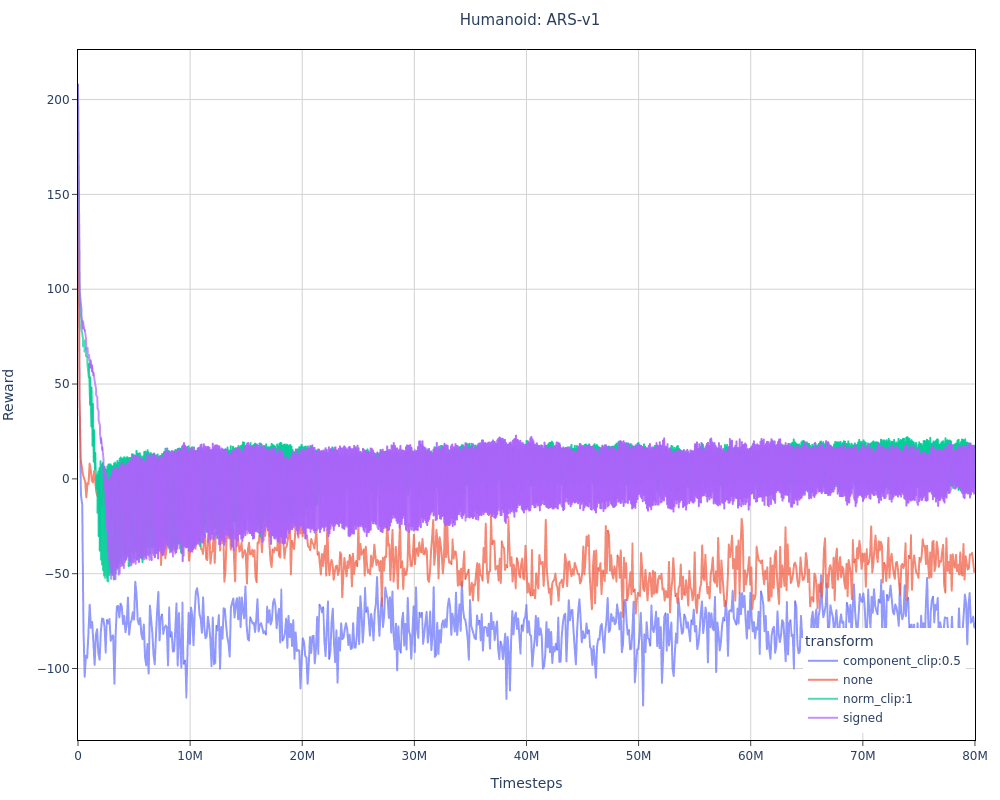 Humanoid: ARS-v1
Reward
200
150
100
50
0
−50
−100
0
10M
20M
30M
40M
50M
60M
70M
80M
Timesteps
transform
component_clip:0.5
none
norm_clip:1
signed